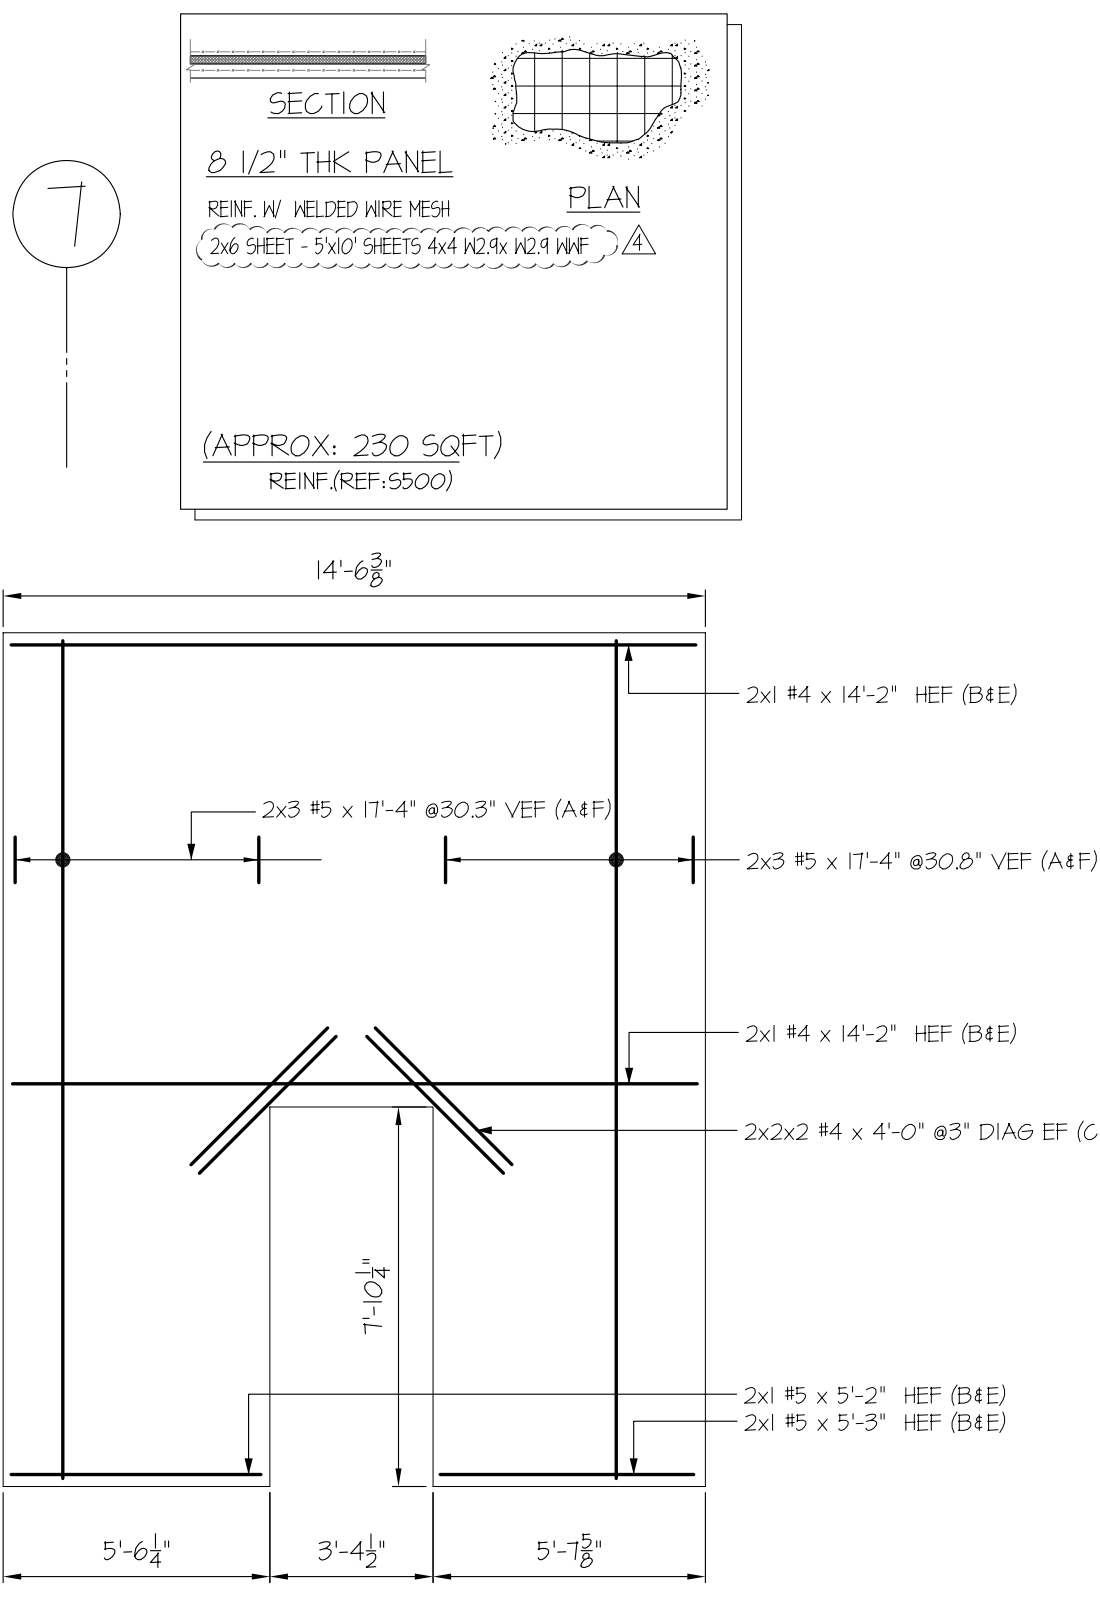 SECTION
8 1/2" THK PANEL
PLAN
REINF. W/ WELDED WIRE MESH
2x6 SHEET - 5'x10' SHEETS 4x4 W2.9x W2.9 WWF
4
7
(APPROX: 230 SQFT)
REINF.(REF:S500)
14'-6 3/8"
2x1 #4 x 14'-2" HEF (B&E)
2x3 #5 x 17'-4" @30.3" VEF (A&F)
2x3 #5 x 17'-4" @30.8" VEF (A&F)
2x1 #4 x 14'-2" HEF (B&E)
2x2x2 #4 x 4'-0" @3" DIAG EF (C
7'-10 1/4"
2x1 #5 x 5'-2" HEF (B&E)
2x1 #5 x 5'-3" HEF (B&E)
5'-6 1/4"
3'-4 1/2"
5'-7 5/8"